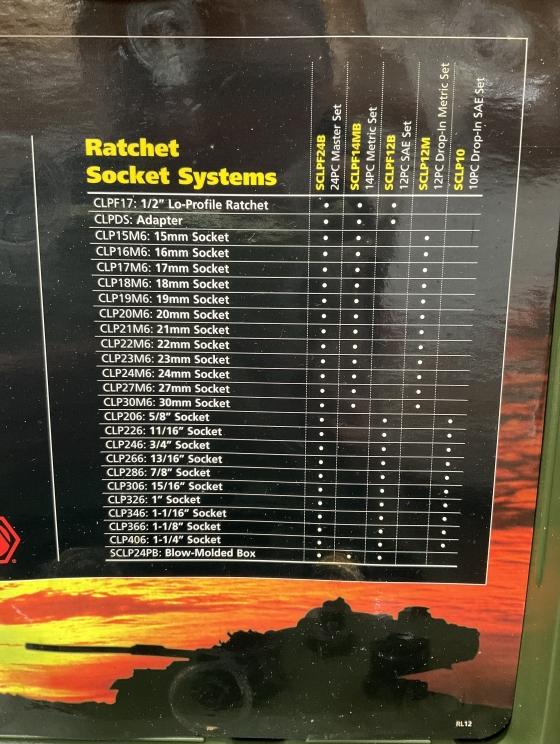 Ratchet
Socket Systems
SCLPF24B
24PC Master Set
SCLPF14MB
14PC Metric Set
SCLPF12B
12PC SAE Set
SCLP12M
12PC Drop-In Metric Set
SCLP10
10PC Drop-In SAE Set
CLPF17: 1/2" Lo-Profile Ratchet • • •
CLPDS: Adapter • • •
CLP15M6: 15mm Socket • • •
CLP16M6: 16mm Socket • • •
CLP17M6: 17mm Socket • • •
CLP18M6: 18mm Socket • • •
CLP19M6: 19mm Socket • • •
CLP20M6: 20mm Socket • • •
CLP21M6: 21mm Socket • • •
CLP22M6: 22mm Socket • • •
CLP23M6: 23mm Socket • • •
CLP24M6: 24mm Socket • • •
CLP27M6: 27mm Socket • • •
CLP30M6: 30mm Socket • • •
CLP206: 5/8" Socket • • •
CLP226: 11/16" Socket • • •
CLP246: 3/4" Socket • • •
CLP266: 13/16" Socket • • •
CLP286: 7/8" Socket • • •
CLP306: 15/16" Socket • • •
CLP326: 1" Socket • • •
CLP346: 1-1/16" Socket • • •
CLP366: 1-1/8" Socket • • •
CLP406: 1-1/4" Socket • • •
SCLP24PB: Blow-Molded Box • • •
®
RL12